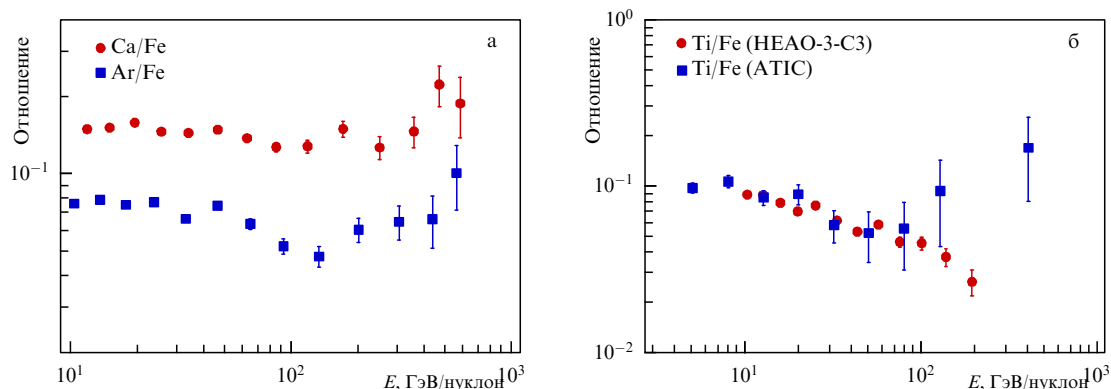 а
Ca/Fe
Ar/Fe
Отношение
10⁻¹
10¹
10²
10³
E, ГэВ/нуклон
б
Ti/Fe (HEAO-3-C3)
Ti/Fe (ATIC)
Отношение
10⁰
10⁻¹
10⁻²
10¹
10²
10³
E, ГэВ/нуклон